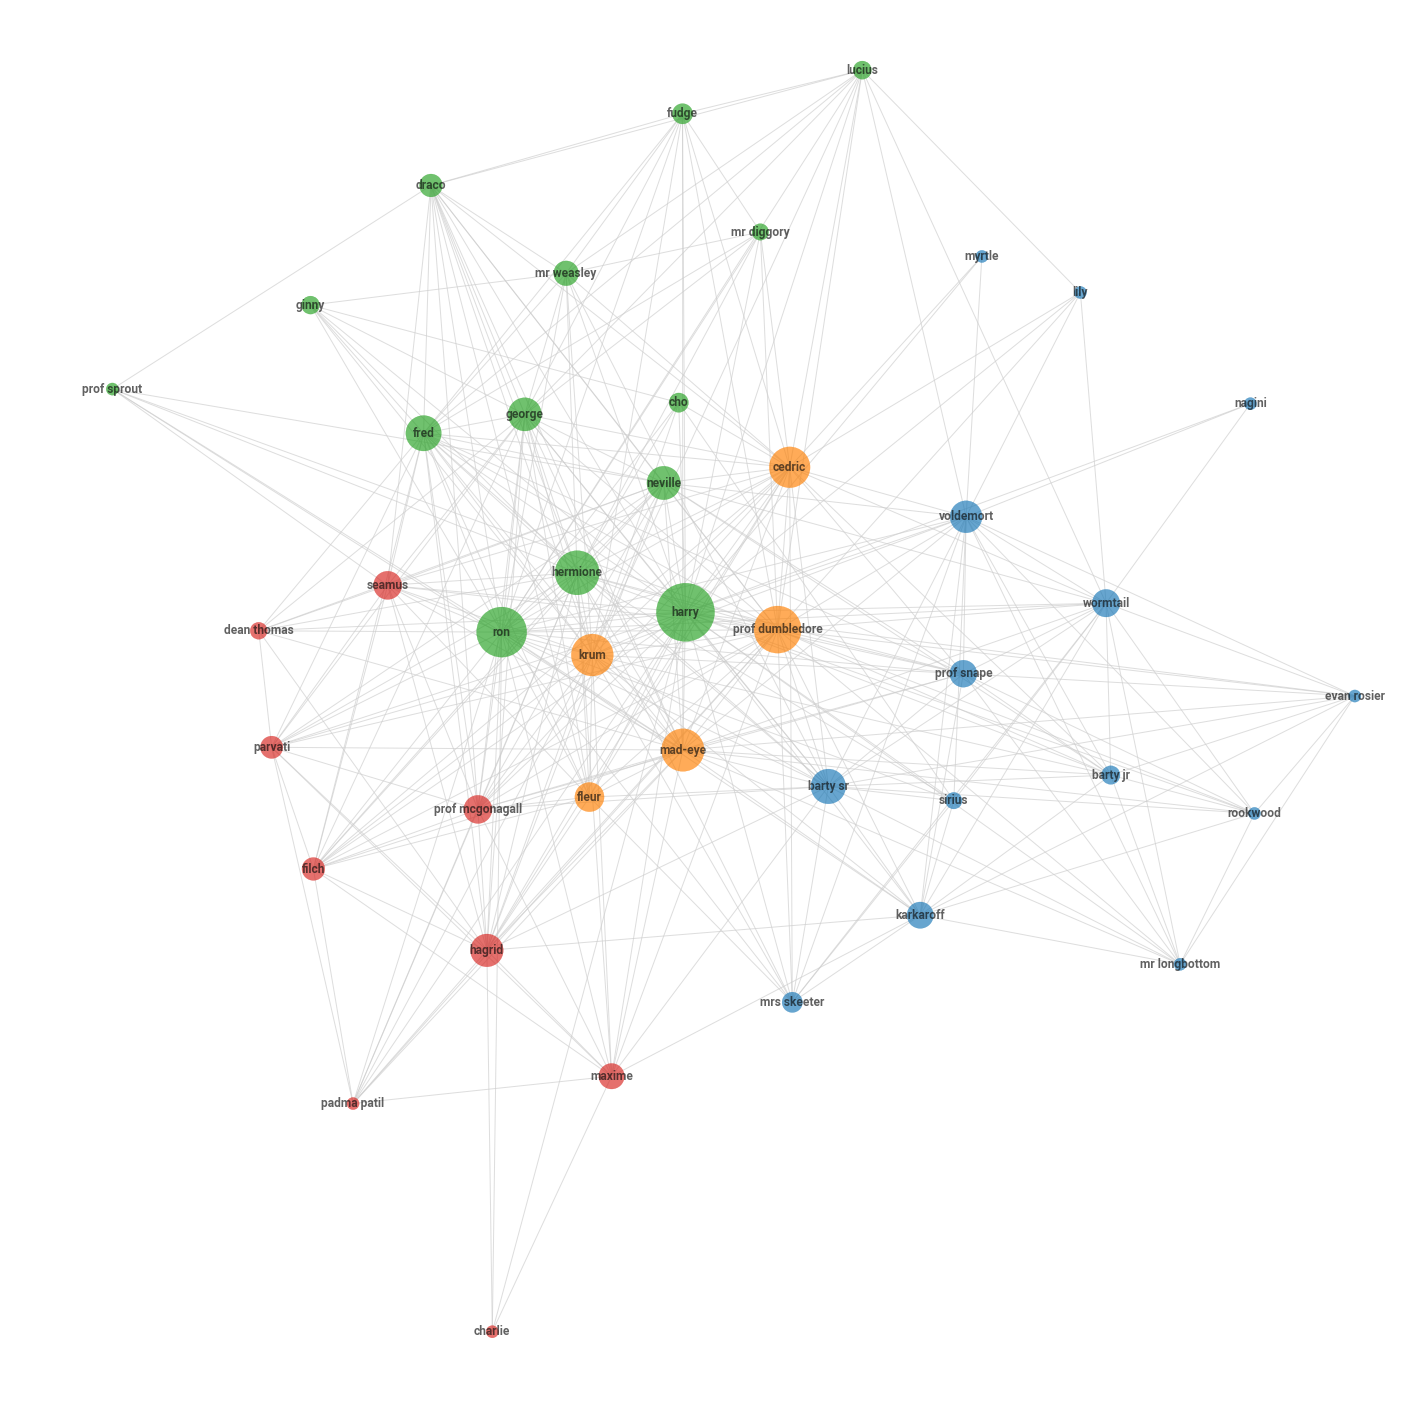 lucius
fudge
draco
mr diggory
myrtle
mr weasley
lily
ginny
prof sprout
cho
nagini
george
fred
cedric
neville
voldemort
hermione
seamus
wormtail
harry
dean thomas
ron
prof dumbledore
krum
prof snape
evan rosier
parvati
mad-eye
barty jr
barty sr
fleur
sirius
prof mcgonagall
rookwood
filch
karkaroff
hagrid
mr longbottom
mrs skeeter
maxime
padma patil
charlie